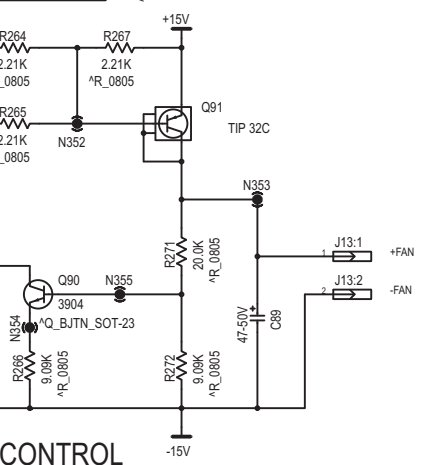 +15V
R264
R267
2.21K
2.21K
_0805
^R_0805
Q91
TIP 32C
R265
2.21K
N352
_0805
N353
R271
20.0K
^R_0805
J13:1
1
+FAN
Q90
N355
J13:2
2
-FAN
3904
^Q_BJTN_SOT-23
N354
47-50V
+
C89
R266
9.09K
^R_0805
R272
9.09K
^R_0805
CONTROL
-15V